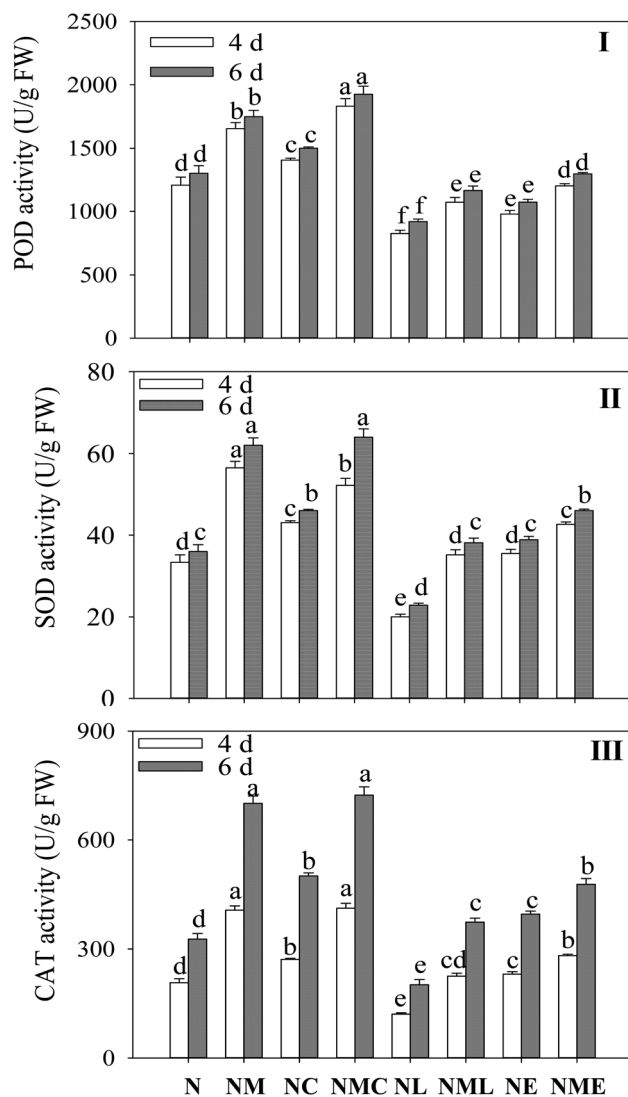 POD activity (U/g FW)
2500
2000
1500
1000
500
0
4 d
6 d
I
d d
b b
c c
a a
f f
e e
e e
d d
SOD activity (U/g FW)
80
60
40
20
0
4 d
6 d
II
d c
a a
c b
b a
e d
d c
d c
c b
CAT activity (U/g FW)
900
600
300
0
4 d
6 d
III
d d
a a
b b
a a
e e
cd c
c c
b b
N NM NC NMC NL NML NE NME